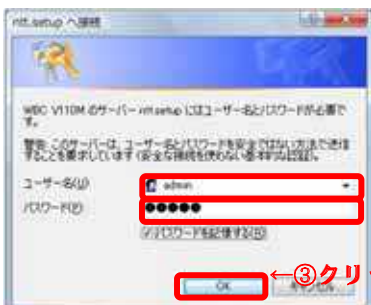 ntt.setup へ接続
WBC V110M のサーバー ntt.setup にはユーザー名とパスワードが必要で
す。
警告: このサーバーは、ユーザー名とパスワードを安全ではない方法で送信
することを要求しています (安全な接続を使わない基本的な認証)。
ユーザー名(U)
admin
パスワード(P)
●●●●●
パスワードを記憶する(R)
OK
キャンセル
←③クリッ